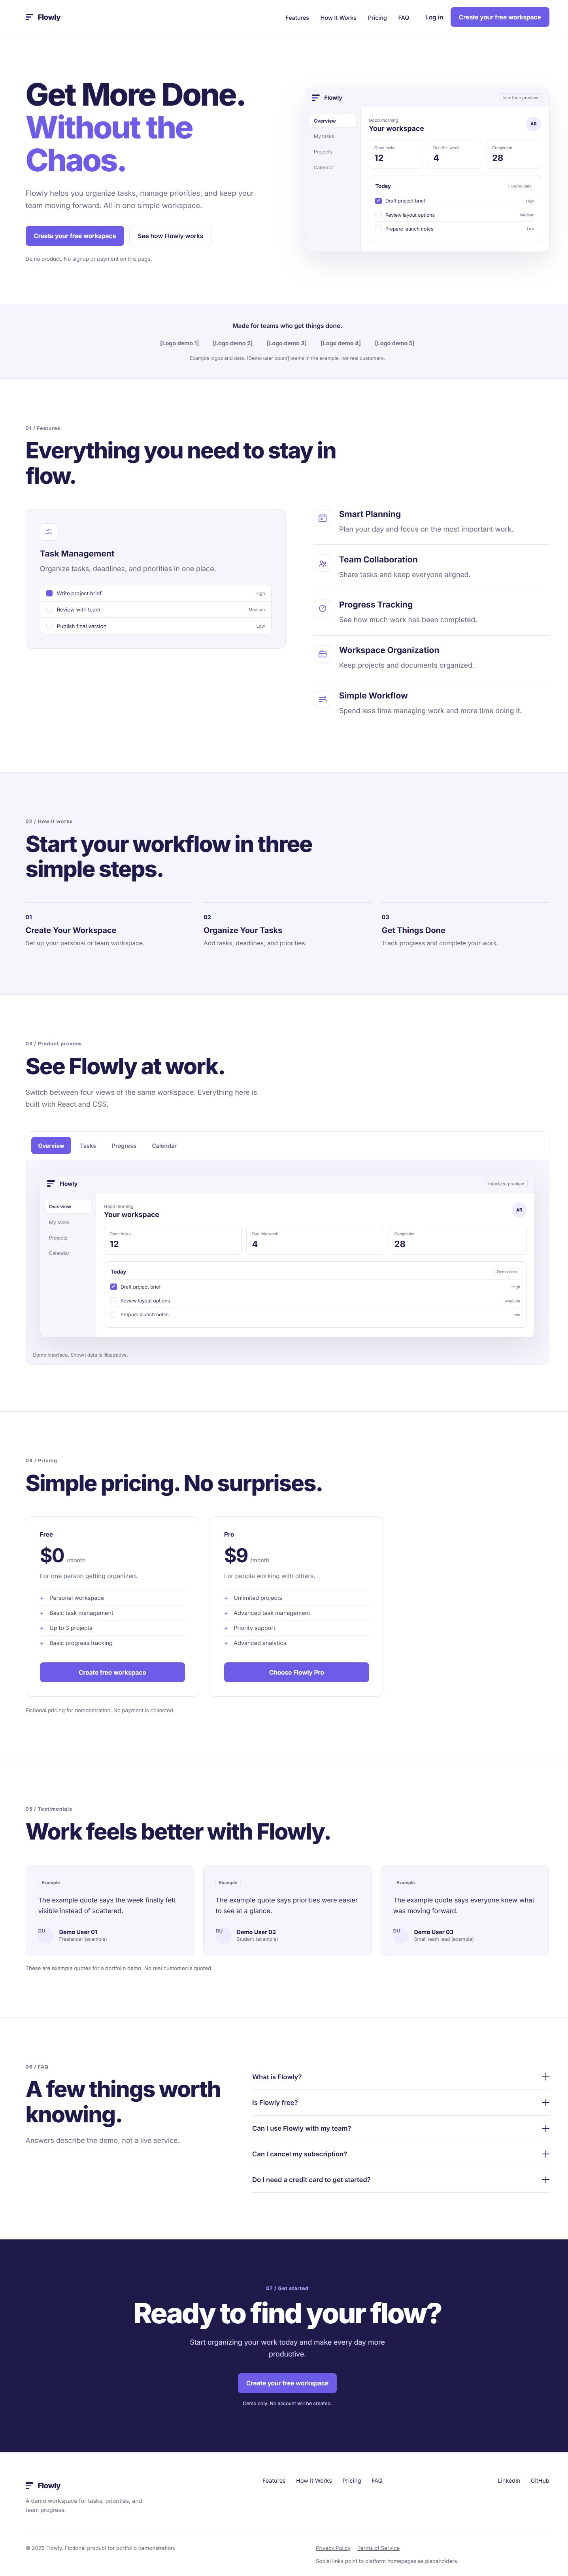 Flowly
Features How It Works Pricing FAQ Log in Create your free workspace
Get More Done.
Without the
Chaos.
Flowly helps you organize tasks, manage priorities, and keep your
team moving forward. All in one simple workspace.
Create your free workspace See how Flowly works
Demo product. No signup or payment on this page.
Flowly Interface preview
Overview
My tasks
Projects
Calendar
Good morning
Your workspace
AR
Open tasks
12
Due this week
4
Completed
28
Today Demo data
Draft project brief High
Review layout options Medium
Prepare launch notes Low
Made for teams who get things done.
[Logo demo 1] [Logo demo 2] [Logo demo 3] [Logo demo 4] [Logo demo 5]
Example logos and data. [Demo user count] teams in the example, not real customers.
01 / Features
Everything you need to stay in
flow.
Task Management
Organize tasks, deadlines, and priorities in one place.
Write project brief High
Review with team Medium
Publish final version Low
Smart Planning
Plan your day and focus on the most important work.
Team Collaboration
Share tasks and keep everyone aligned.
Progress Tracking
See how much work has been completed.
Workspace Organization
Keep projects and documents organized.
Simple Workflow
Spend less time managing work and more time doing it.
02 / How it works
Start your workflow in three
simple steps.
01
Create Your Workspace
Set up your personal or team workspace.
02
Organize Your Tasks
Add tasks, deadlines, and priorities.
03
Get Things Done
Track progress and complete your work.
03 / Product preview
See Flowly at work.
Switch between four views of the same workspace. Everything here is
built with React and CSS.
Overview Tasks Progress Calendar
Flowly Interface preview
Overview
My tasks
Projects
Calendar
Good morning
Your workspace
AR
Open tasks
12
Due this week
4
Completed
28
Today Demo data
Draft project brief High
Review layout options Medium
Prepare launch notes Low
Demo interface. Shown data is illustrative.
04 / Pricing
Simple pricing. No surprises.
Free
$0 /month
For one person getting organized.
+ Personal workspace
+ Basic task management
+ Up to 3 projects
+ Basic progress tracking
Create free workspace
Pro
$9 /month
For people working with others.
+ Unlimited projects
+ Advanced task management
+ Priority support
+ Advanced analytics
Choose Flowly Pro
Fictional pricing for demonstration. No payment is collected.
05 / Testimonials
Work feels better with Flowly.
Example
The example quote says the week finally felt
visible instead of scattered.
DU
Demo User 01
Freelancer (example)
Example
The example quote says priorities were easier
to see at a glance.
DU
Demo User 02
Student (example)
Example
The example quote says everyone knew what
was moving forward.
DU
Demo User 03
Small team lead (example)
These are example quotes for a portfolio demo. No real customer is quoted.
06 / FAQ
A few things worth
knowing.
Answers describe the demo, not a live service.
What is Flowly?
Is Flowly free?
Can I use Flowly with my team?
Can I cancel my subscription?
Do I need a credit card to get started?
07 / Get started
Ready to find your flow?
Start organizing your work today and make every day more
productive.
Create your free workspace
Demo only. No account will be created.
Flowly
A demo workspace for tasks, priorities, and
team progress.
Features How It Works Pricing FAQ
LinkedIn GitHub
© 2026 Flowly. Fictional product for portfolio demonstration.
Privacy Policy Terms of Service
Social links point to platform homepages as placeholders.